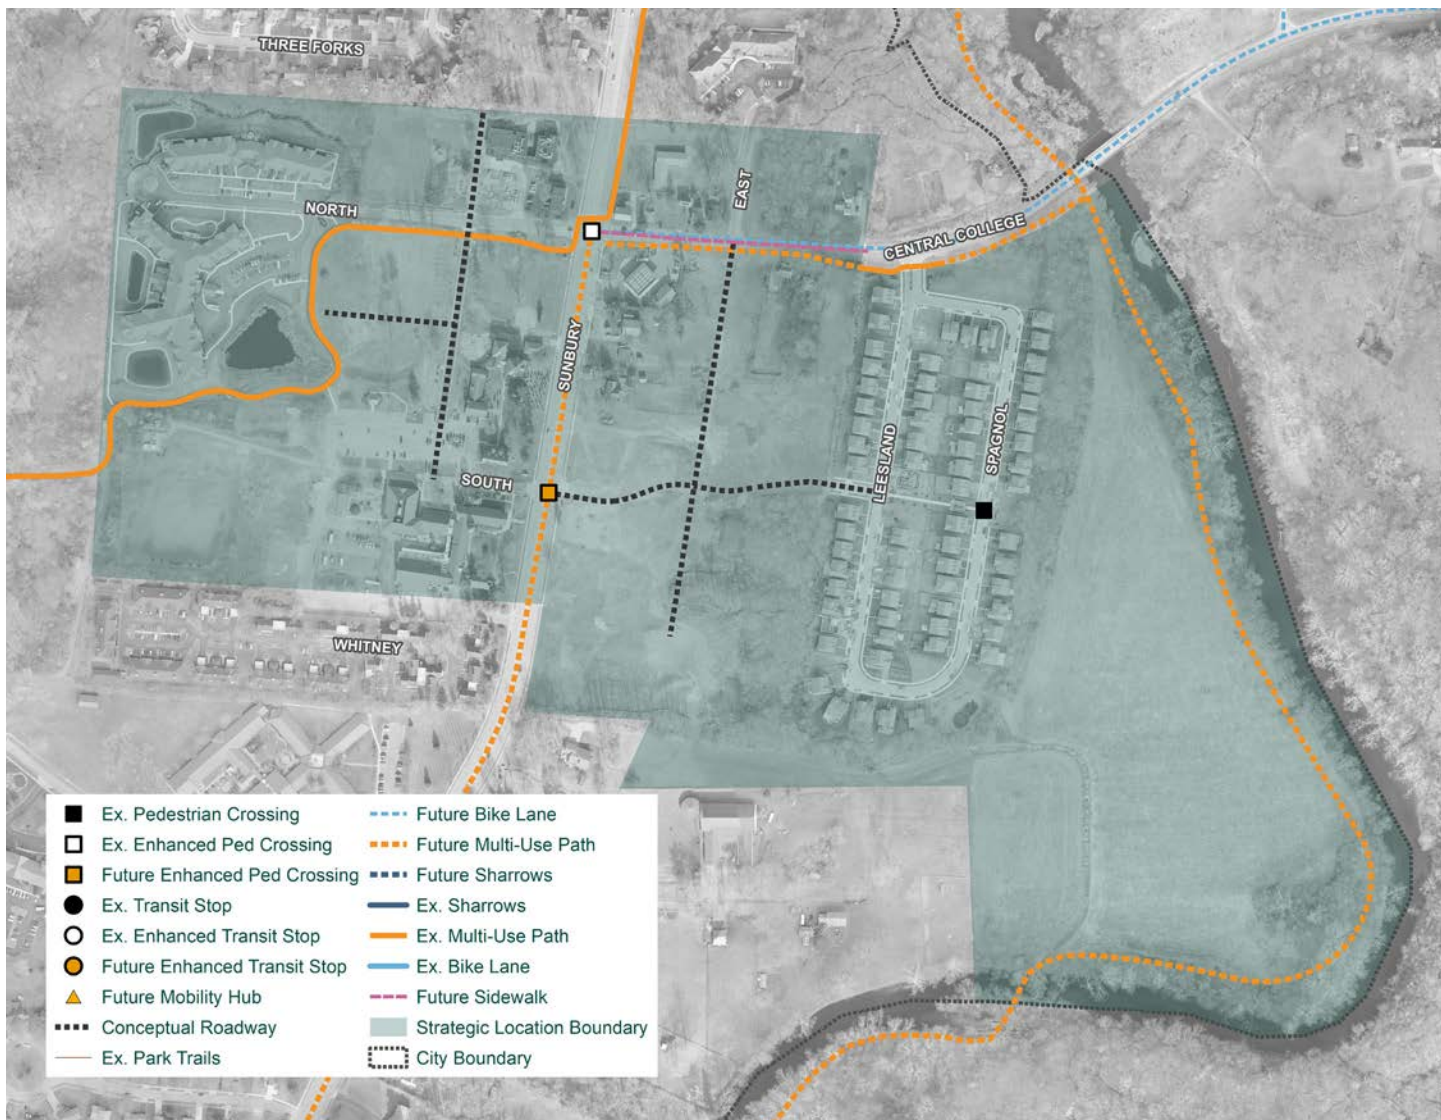 THREE FORKS
EAST
NORTH
CENTRAL COLLEGE
SUNBURY
LEESLAND
SPAGNOL
SOUTH
WHITNEY
Ex. Pedestrian Crossing
Ex. Enhanced Ped Crossing
Future Enhanced Ped Crossing
Ex. Transit Stop
Ex. Enhanced Transit Stop
Future Enhanced Transit Stop
Future Mobility Hub
Conceptual Roadway
Ex. Park Trails
Future Bike Lane
Future Multi-Use Path
Future Sharrows
Ex. Sharrows
Ex. Multi-Use Path
Ex. Bike Lane
Future Sidewalk
Strategic Location Boundary
City Boundary